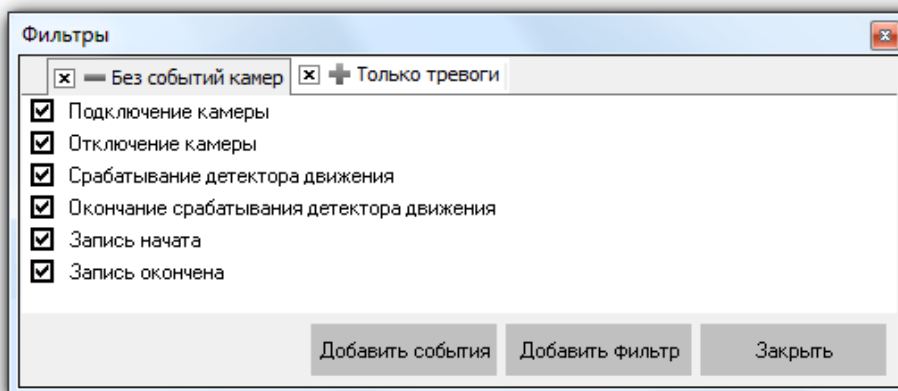 Фильтры
Без событий камер Только тревоги
Подключение камеры
Отключение камеры
Срабатывание детектора движения
Окончание срабатывания детектора движения
Запись начата
Запись окончена
Добавить события Добавить фильтр Закрыть